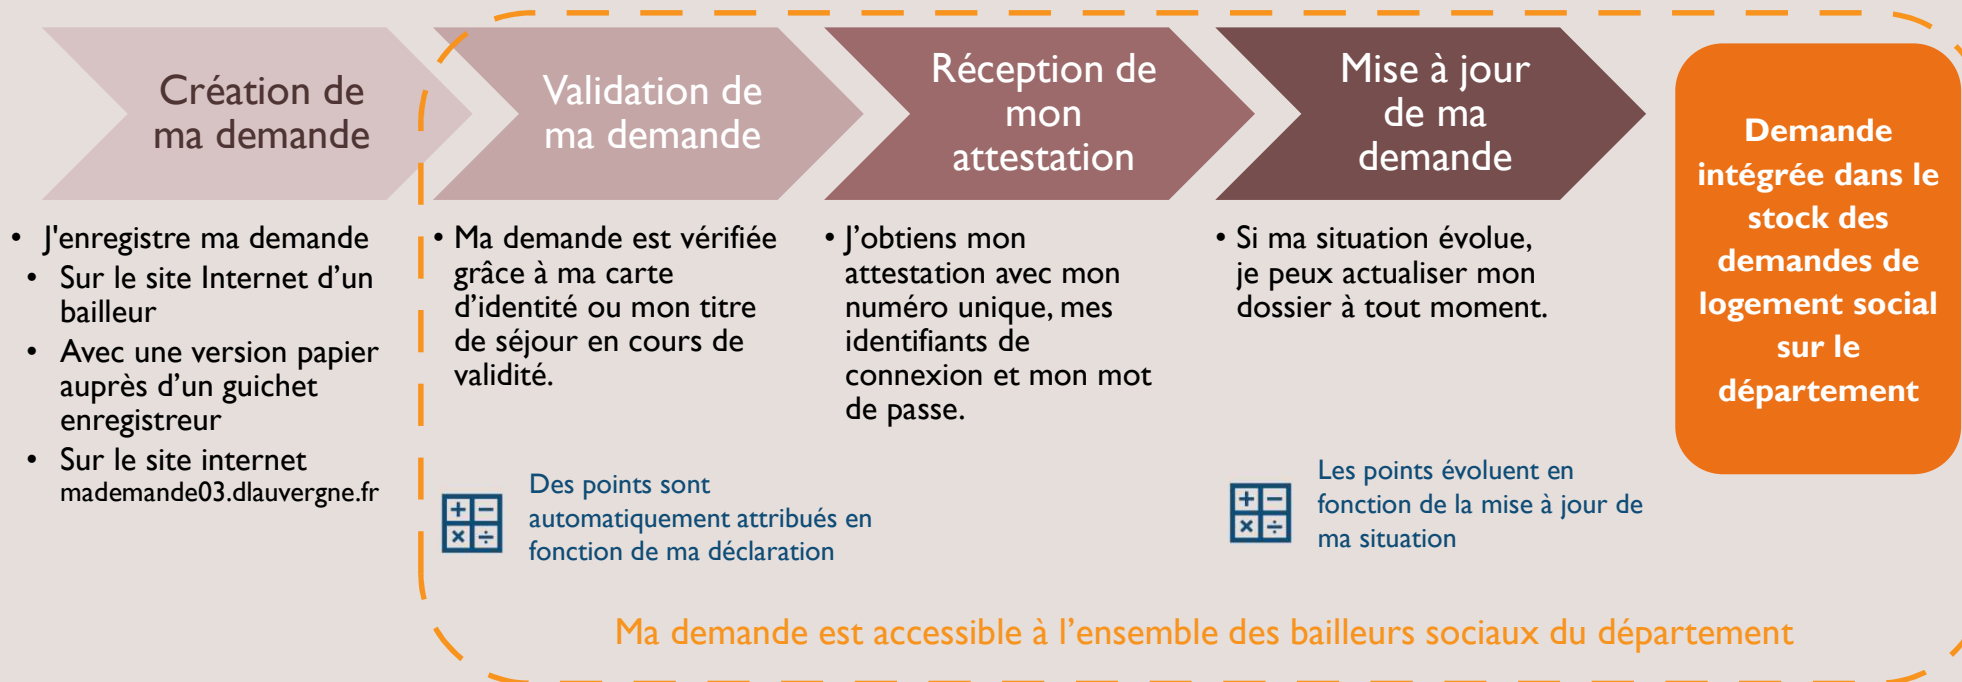 Création de
ma demande
• J'enregistre ma demande
• Sur le site Internet d’un
bailleur
• Avec une version papier
auprès d’un guichet
enregistreur
• Sur le site internet
mademande03.dlauvergne.fr
Validation de
ma demande
• Ma demande est vérifiée
grâce à ma carte
d’identité ou mon titre
de séjour en cours de
validité.
Des points sont
automatiquement attribués en
fonction de ma déclaration
Réception de
mon
attestation
• J’obtiens mon
attestation avec mon
numéro unique, mes
identifiants de
connexion et mon mot
de passe.
Mise à jour
de ma
demande
• Si ma situation évolue,
je peux actualiser mon
dossier à tout moment.
Les points évoluent en
fonction de la mise à jour de
ma situation
Demande
intégrée dans le
stock des
demandes de
logement social
sur le
département
Ma demande est accessible à l’ensemble des bailleurs sociaux du département